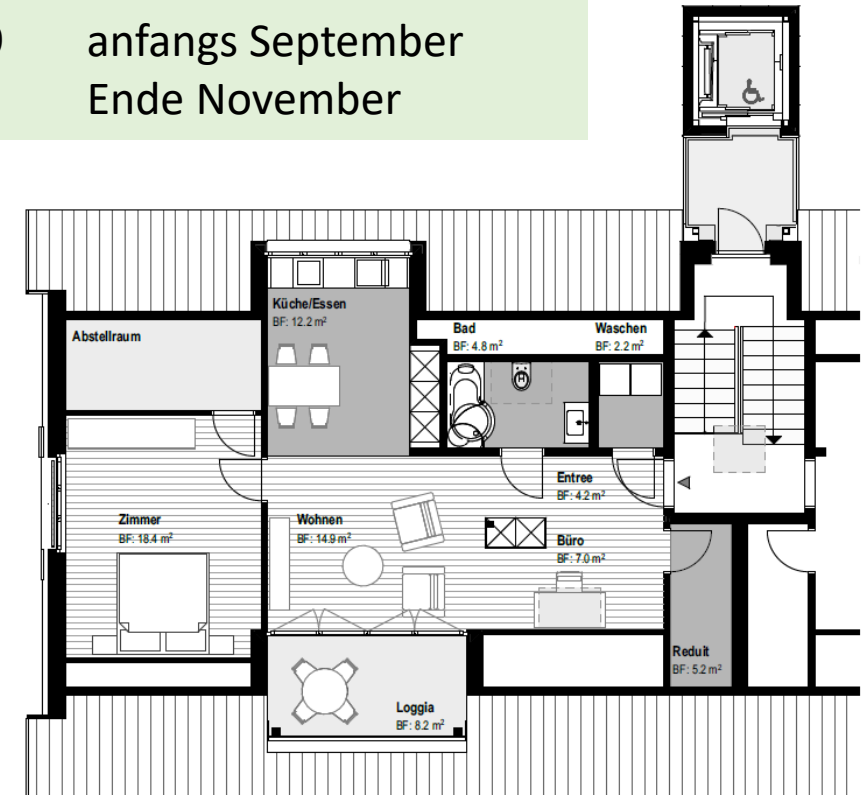 anfangs September
Ende November
Küche/Essen
BF: 12.2 m²
Abstellraum
Bad
BF: 4.8 m²
Waschen
BF: 2.2 m²
H
Entree
BF: 4.2 m²
Zimmer
BF: 18.4 m²
Wohnen
BF: 14.9 m²
Büro
BF: 7.0 m²
Reduit
BF: 5.2 m²
Loggia
BF: 8.2 m²